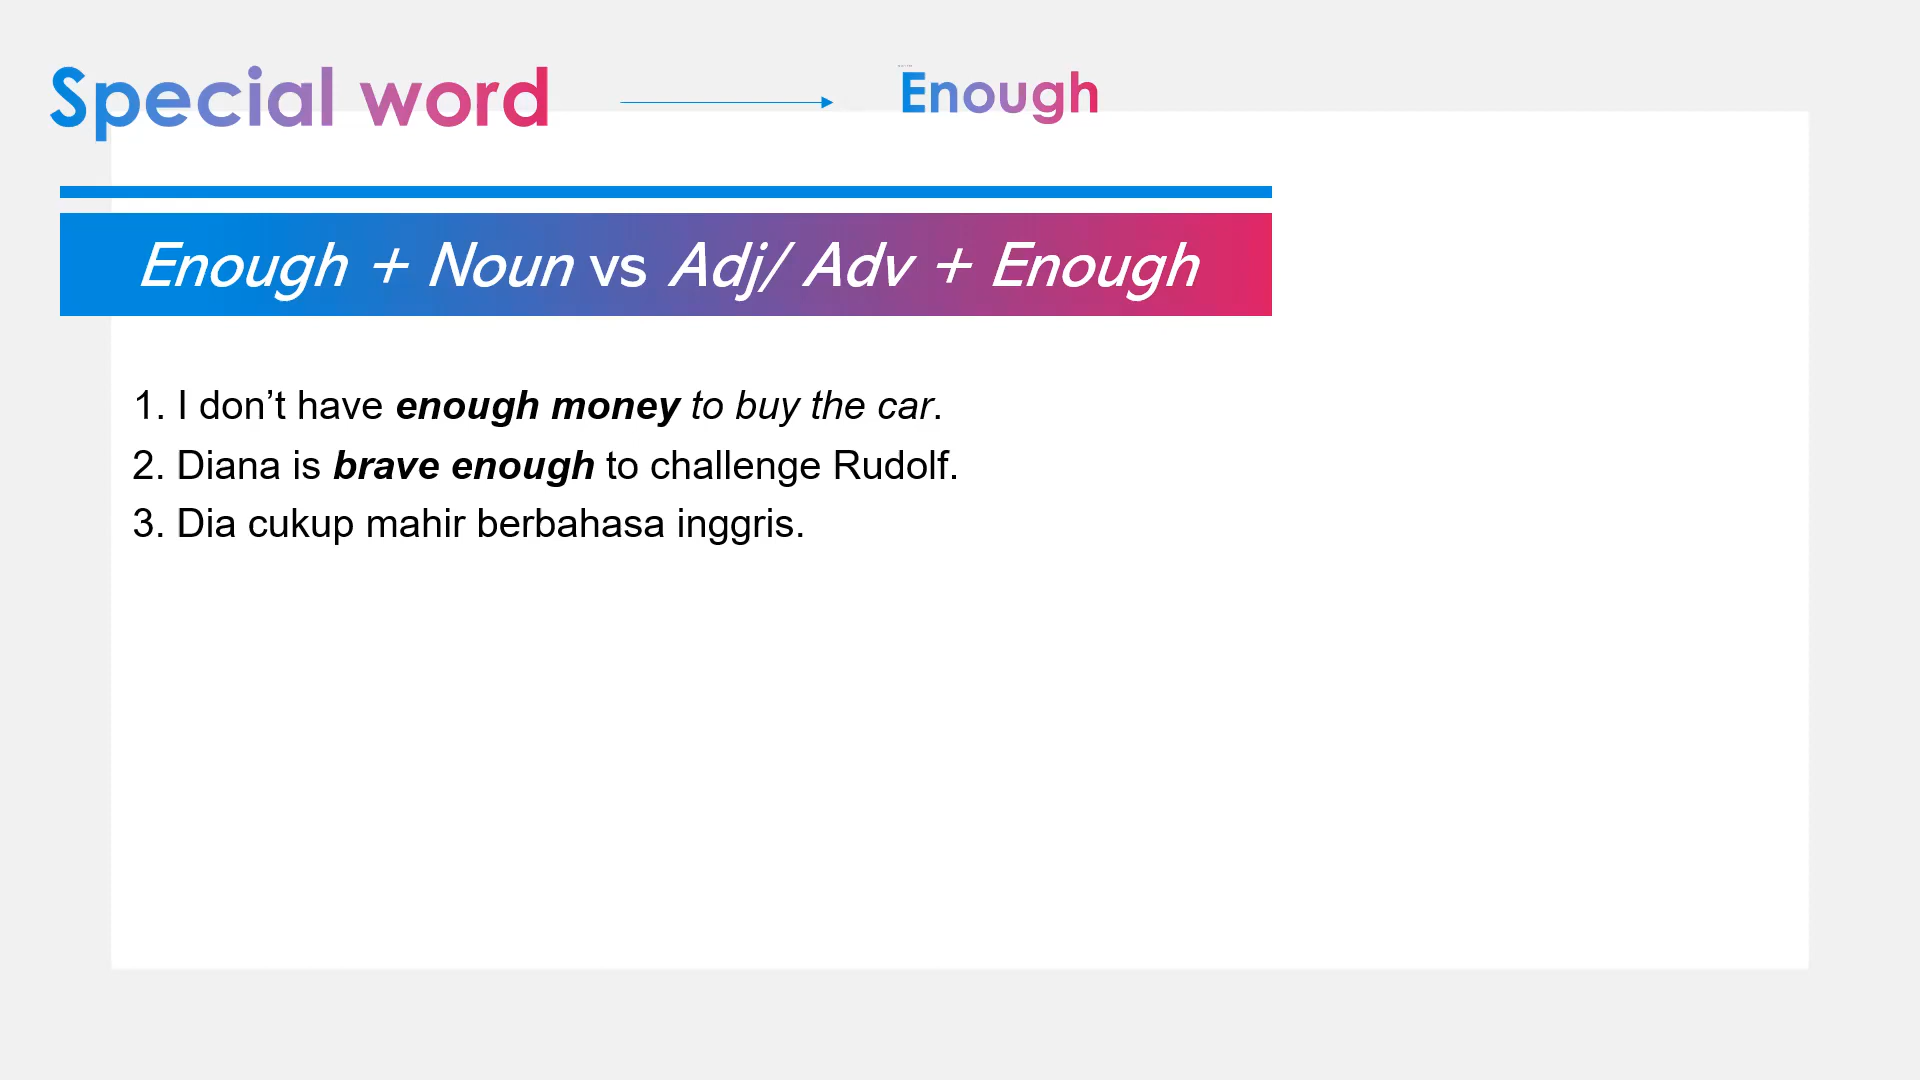 Special word
Enough
Enough + Noun vs Adj/ Adv + Enough
1. I don’t have enough money to buy the car.
2. Diana is brave enough to challenge Rudolf.
3. Dia cukup mahir berbahasa inggris.